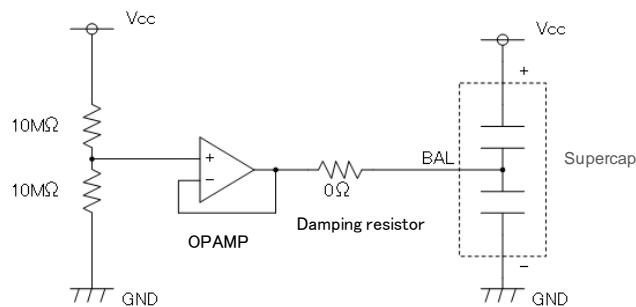 Vcc
Vcc
+
10MΩ
BAL
Supercap
+
10MΩ
−
0Ω
Damping resistor
OPAMP
−
GND
GND